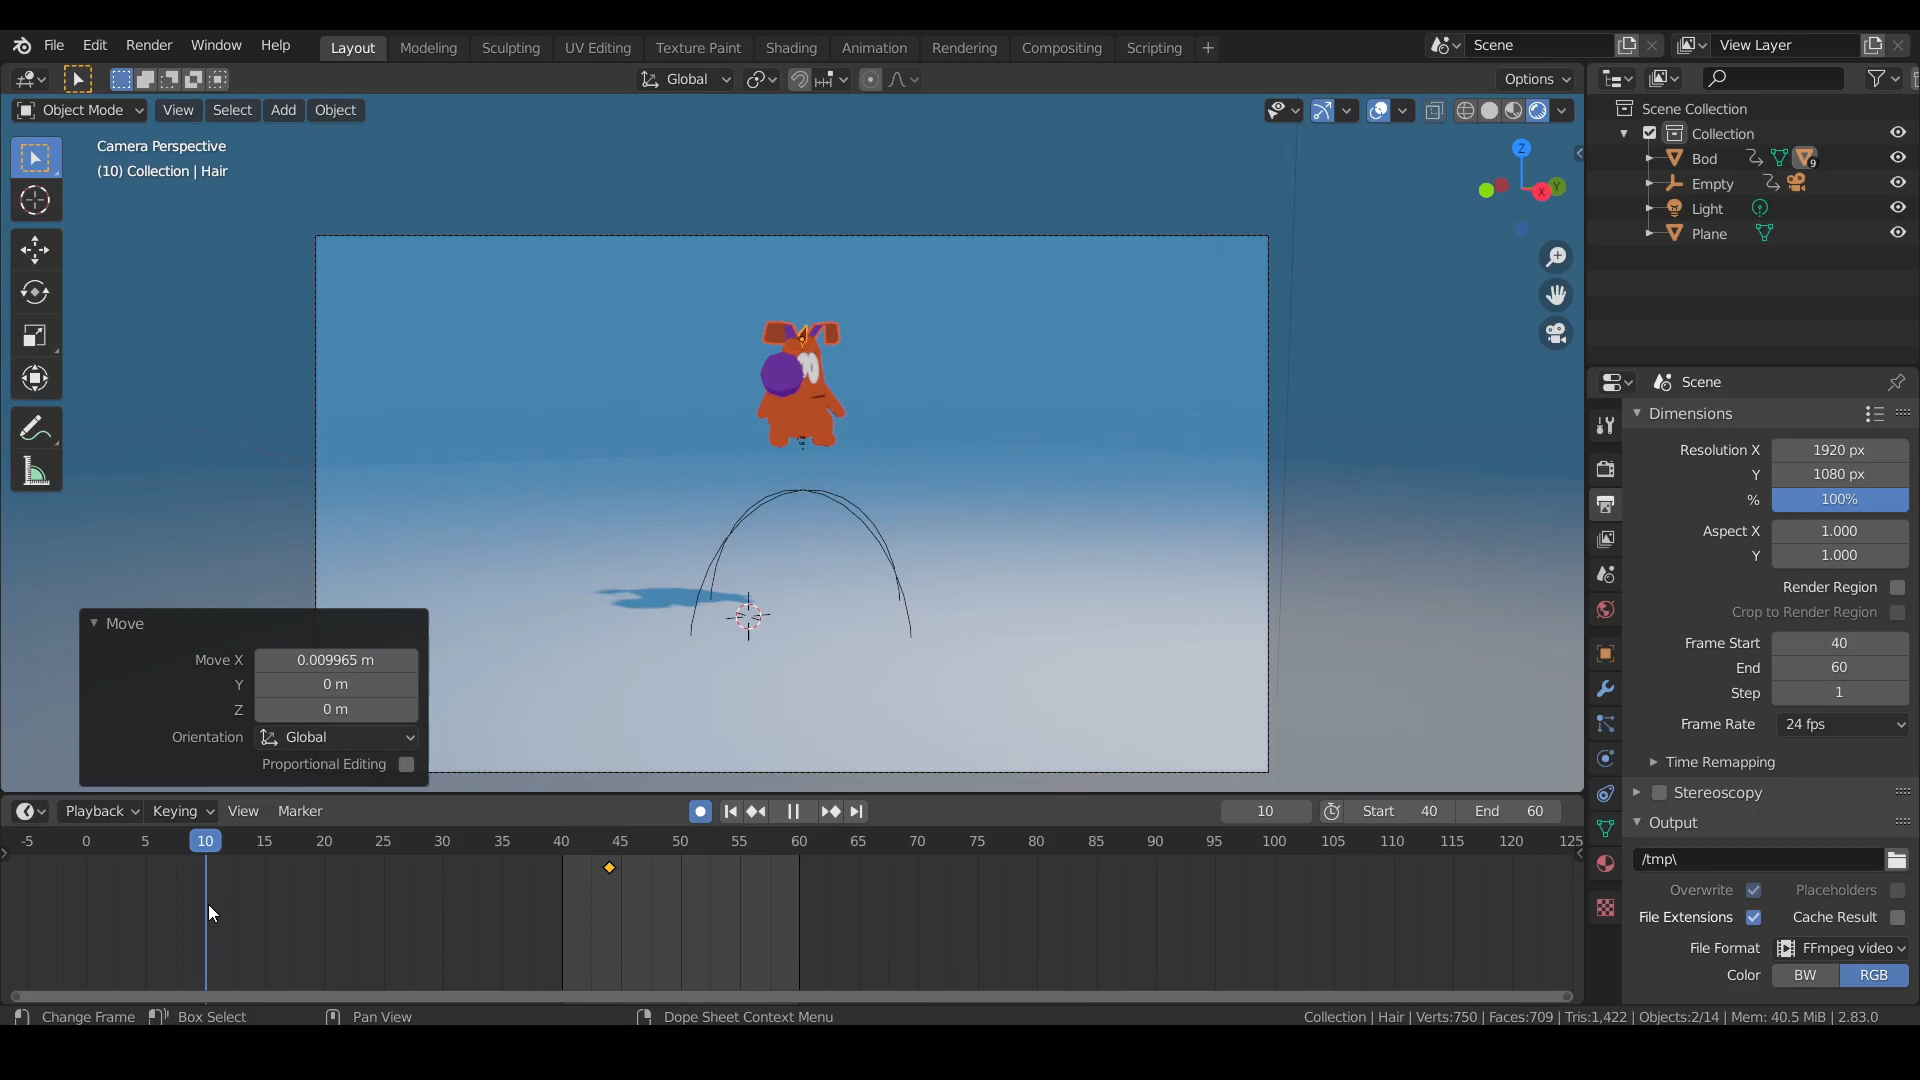 File Edit Render Window Help Layout Modeling Sculpting UV Editing Texture Paint Shading Animation Rendering Compositing Scripting + Scene View Layer
Global Options
Object Mode View Select Add Object
Camera Perspective
(10) Collection | Hair
Z
X
Y
Scene Collection
Collection
Bod 9
Empty
Light
Plane
Scene
Dimensions
Resolution X 1920 px
Y 1080 px
% 100%
Aspect X 1.000
Y 1.000
Render Region
Crop to Render Region
Frame Start 40
End 60
Step 1
Frame Rate 24 fps
Time Remapping
Stereoscopy
Output
/tmp\
Overwrite Placeholders
File Extensions Cache Result
File Format FFmpeg video
Color BW RGB
Move
Move X 0.009965 m
Y 0 m
Z 0 m
Orientation Global
Proportional Editing
Playback Keying View Marker 10 Start 40 End 60
-5 0 5 10 15 20 25 30 35 40 45 50 55 60 65 70 75 80 85 90 95 100 105 110 115 120 125
Change Frame Box Select Pan View Dope Sheet Context Menu Collection | Hair | Verts:750 | Faces:709 | Tris:1,422 | Objects:2/14 | Mem: 40.5 MiB | 2.83.0